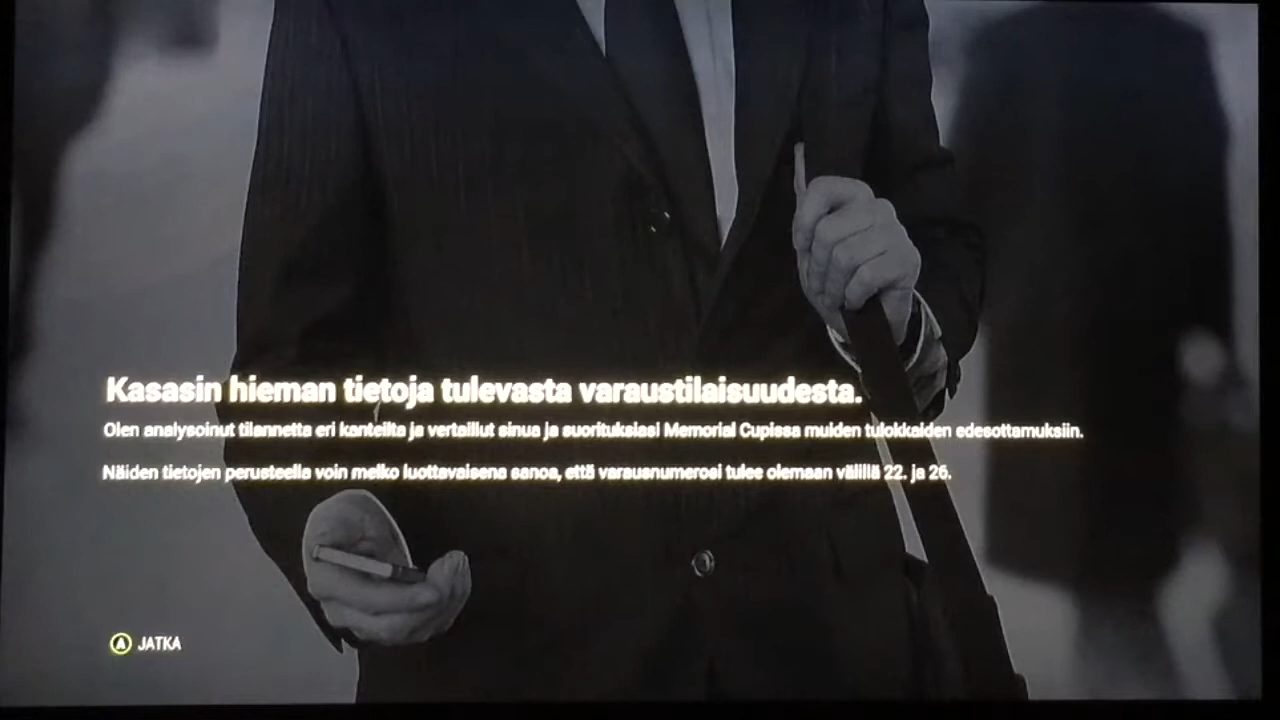 Kasasin hieman tietoja tulevasta varaustilaisuudesta.
Olen analysoinut tilannetta eri kanteilta ja vertaillut sinua ja suorituksiasi Memorial Cupissa muiden tulokkaiden edesottamuksiin.
Näiden tietojen perusteella voin melko luottavaisena sanoa, että varausnumerosi tulee olemaan välillä 22. ja 26.
A JATKA